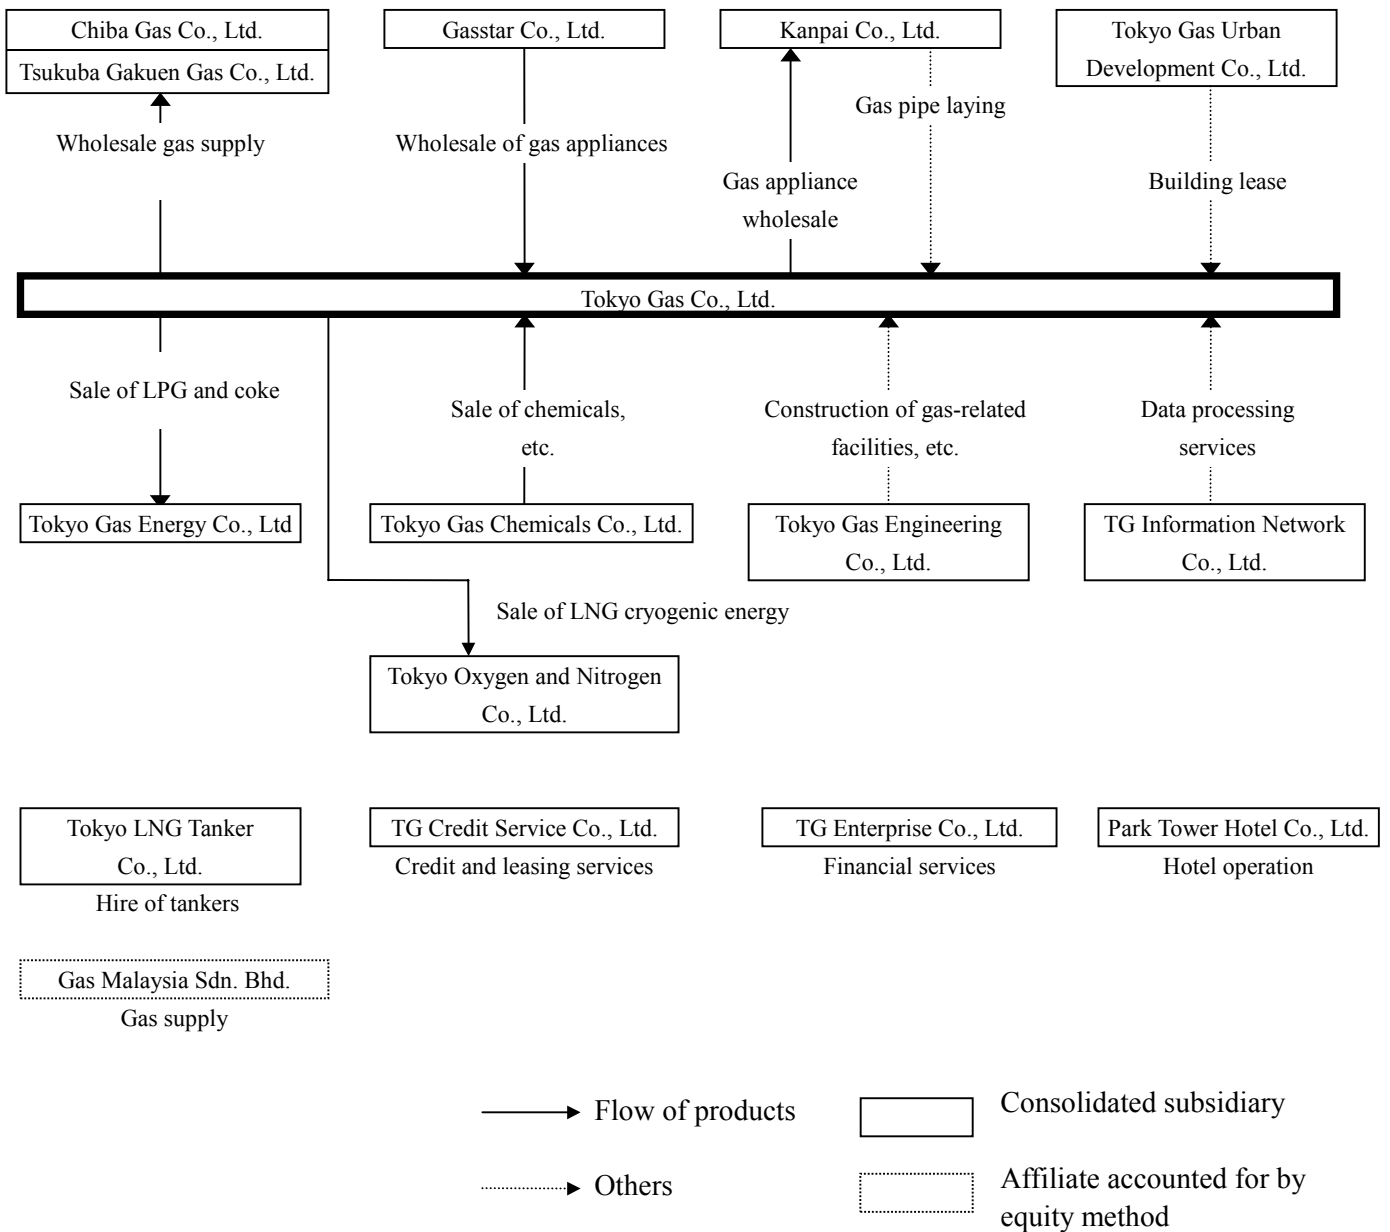 Chiba Gas Co., Ltd.
Tsukuba Gakuen Gas Co., Ltd.
Gasstar Co., Ltd.
Kanpai Co., Ltd.
Tokyo Gas Urban
Development Co., Ltd.
Wholesale gas supply
Wholesale of gas appliances
Gas appliance
wholesale
Gas pipe laying
Building lease
Tokyo Gas Co., Ltd.
Sale of LPG and coke
Sale of chemicals,
etc.
Construction of gas-related
facilities, etc.
Data processing
services
Tokyo Gas Energy Co., Ltd
Tokyo Gas Chemicals Co., Ltd.
Tokyo Gas Engineering
Co., Ltd.
TG Information Network
Co., Ltd.
Sale of LNG cryogenic energy
Tokyo Oxygen and Nitrogen
Co., Ltd.
Tokyo LNG Tanker
Co., Ltd.
Hire of tankers
TG Credit Service Co., Ltd.
Credit and leasing services
TG Enterprise Co., Ltd.
Financial services
Park Tower Hotel Co., Ltd.
Hotel operation
Gas Malaysia Sdn. Bhd.
Gas supply
Flow of products
Consolidated subsidiary
Others
Affiliate accounted for by
equity method